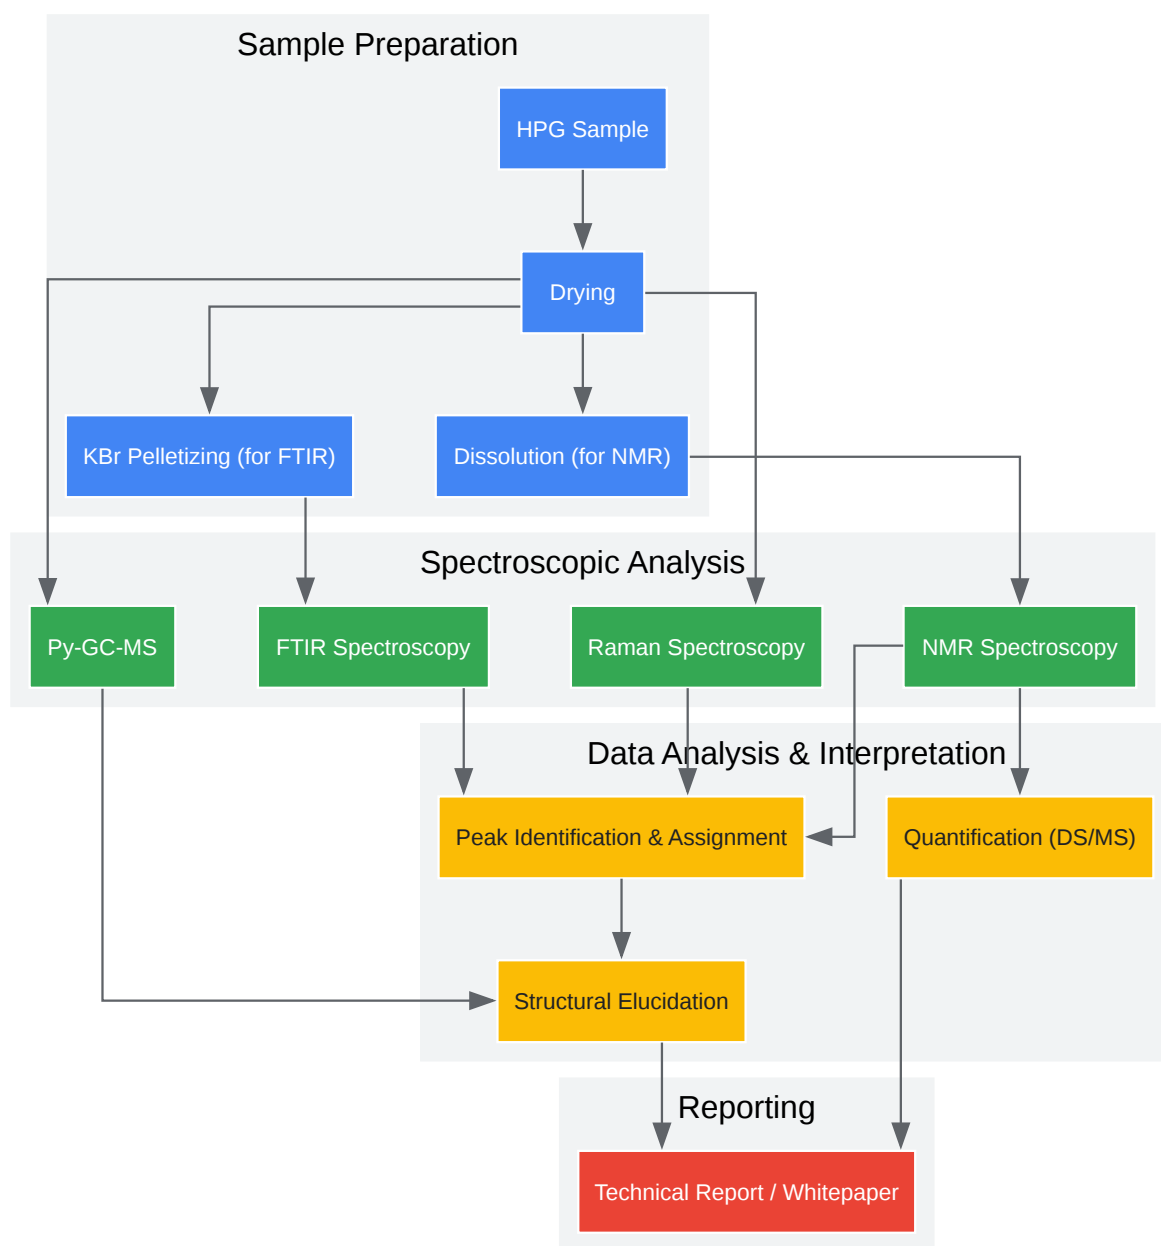 Sample Preparation
HPG Sample
Drying
KBr Pelletizing (for FTIR)
Dissolution (for NMR)
Spectroscopic Analysis
Py-GC-MS
FTIR Spectroscopy
Raman Spectroscopy
NMR Spectroscopy
Data Analysis & Interpretation
Peak Identification & Assignment
Quantification (DS/MS)
Structural Elucidation
Reporting
Technical Report / Whitepaper